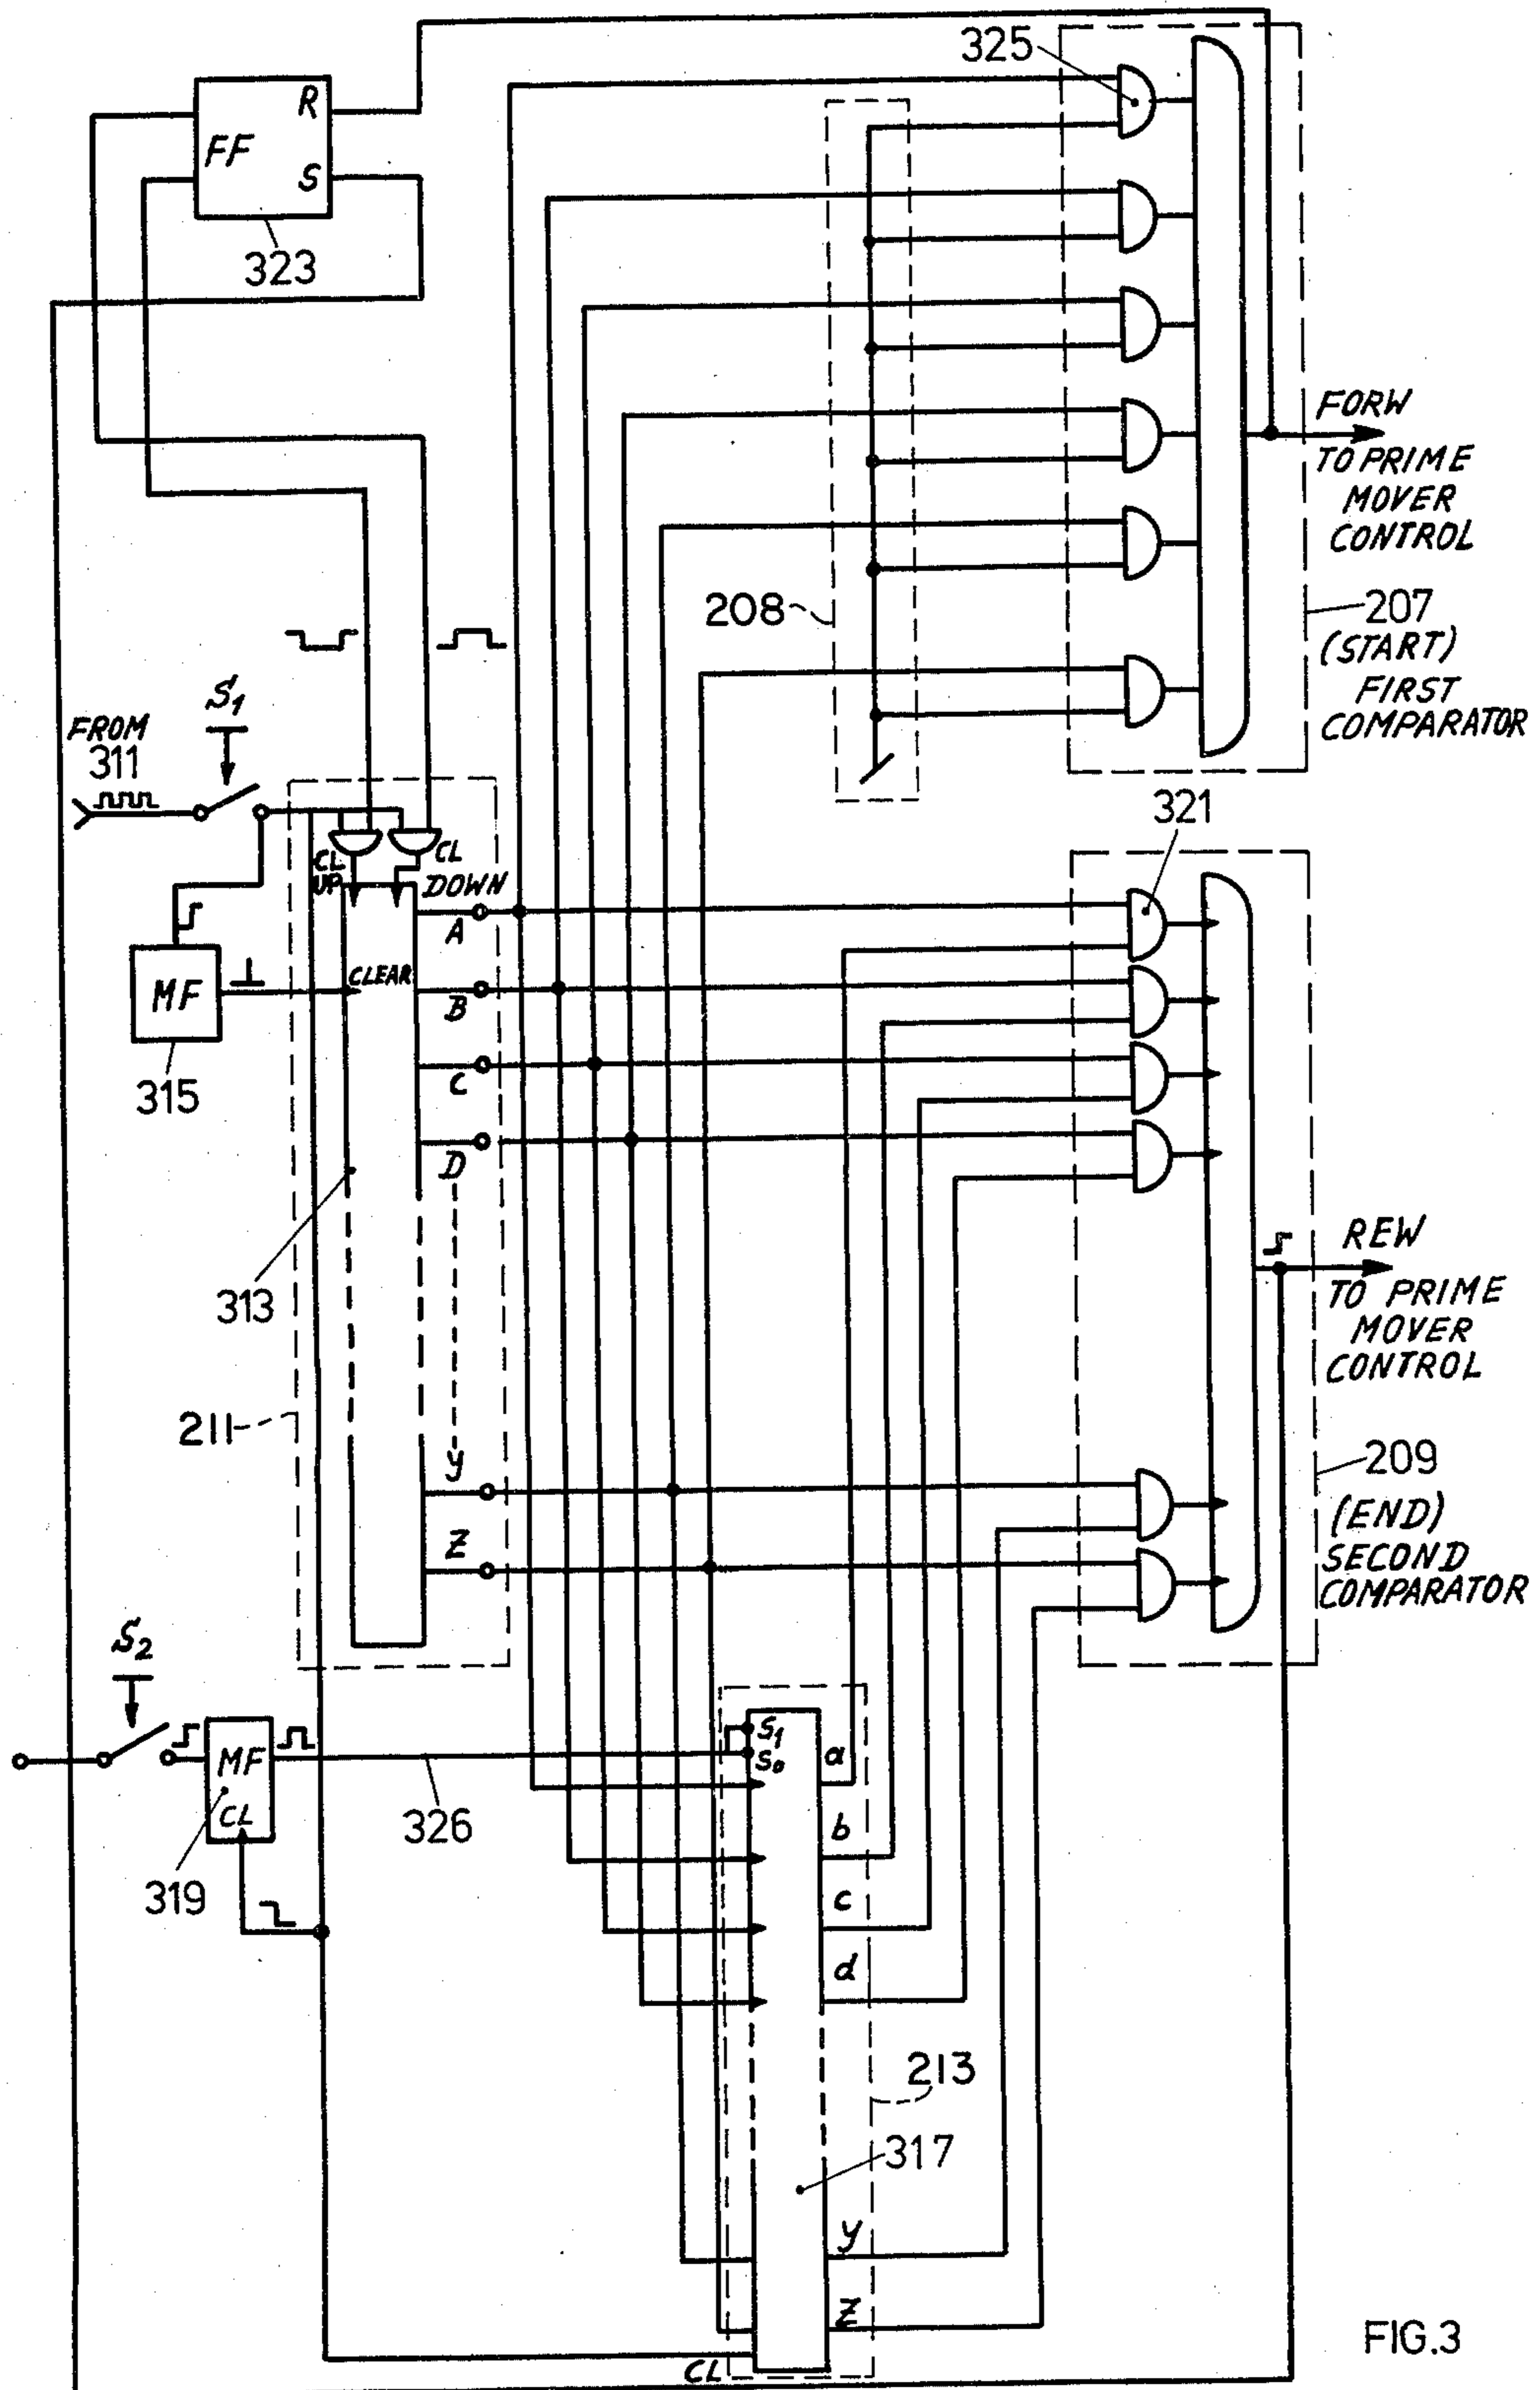 325
R
FF
S
323
FORW
TO PRIME
MOVER
CONTROL
208
207
(START)
FIRST
COMPARATOR
S1
FROM
311
321
CL
UP
CL
DOWN
A
CLEAR
MF
B
315
C
D
REW
TO PRIME
MOVER
CONTROL
313
211
y
209
(END)
SECOND
COMPARATOR
Z
S2
S1
S0
MF
CL
a
326
b
319
c
d
213
317
y
Z
CL
FIG.3